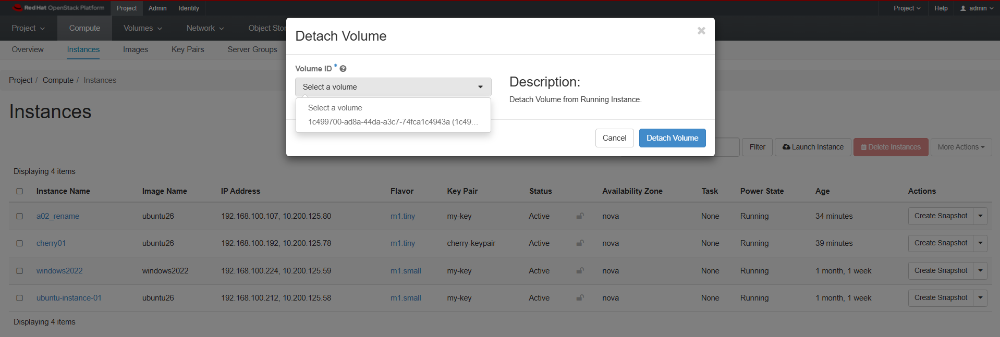 Red Hat OpenStack Platform Project Admin Identity Project Help admin
Project Compute Volumes Network Object Stor
Overview Instances Images Key Pairs Server Groups
Project / Compute / Instances
Instances
Detach Volume
Volume ID *
Select a volume
Select a volume
1c499700-ad8a-44da-a3c7-74fca1c4943a (1c49...
Description:
Detach Volume from Running Instance.
Cancel Detach Volume
Filter Launch Instance Delete Instances More Actions
Displaying 4 items
Instance Name Image Name IP Address Flavor Key Pair Status Availability Zone Task Power State Age Actions
a02_rename ubuntu26 192.168.100.107, 10.200.125.80 m1.tiny my-key Active nova None Running 34 minutes Create Snapshot
cherry01 ubuntu26 192.168.100.192, 10.200.125.78 m1.tiny cherry-keypair Active nova None Running 39 minutes Create Snapshot
windows2022 windows2022 192.168.100.224, 10.200.125.59 m1.small my-key Active nova None Running 1 month, 1 week Create Snapshot
ubuntu-instance-01 ubuntu26 192.168.100.212, 10.200.125.58 m1.small my-key Active nova None Running 1 month, 1 week Create Snapshot
Displaying 4 items